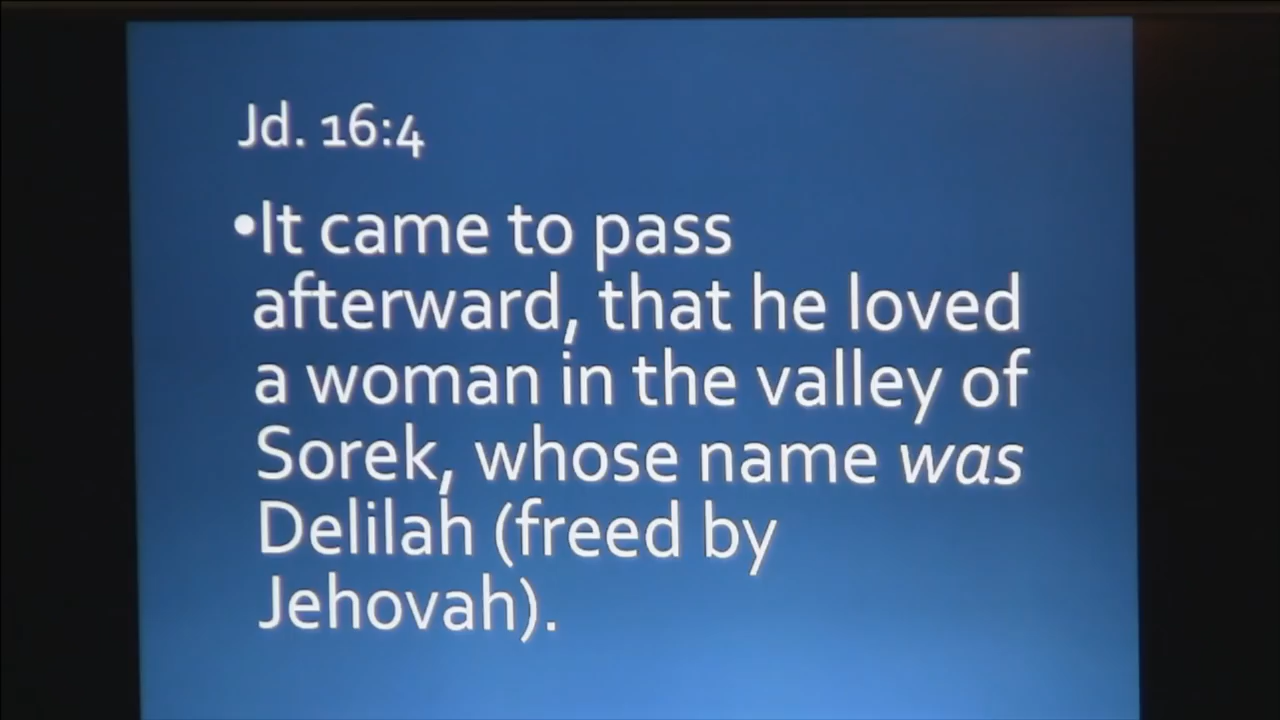 Jd. 16:4
•It came to pass
afterward, that he loved
a woman in the valley of
Sorek, whose name was
Delilah (freed by
Jehovah).